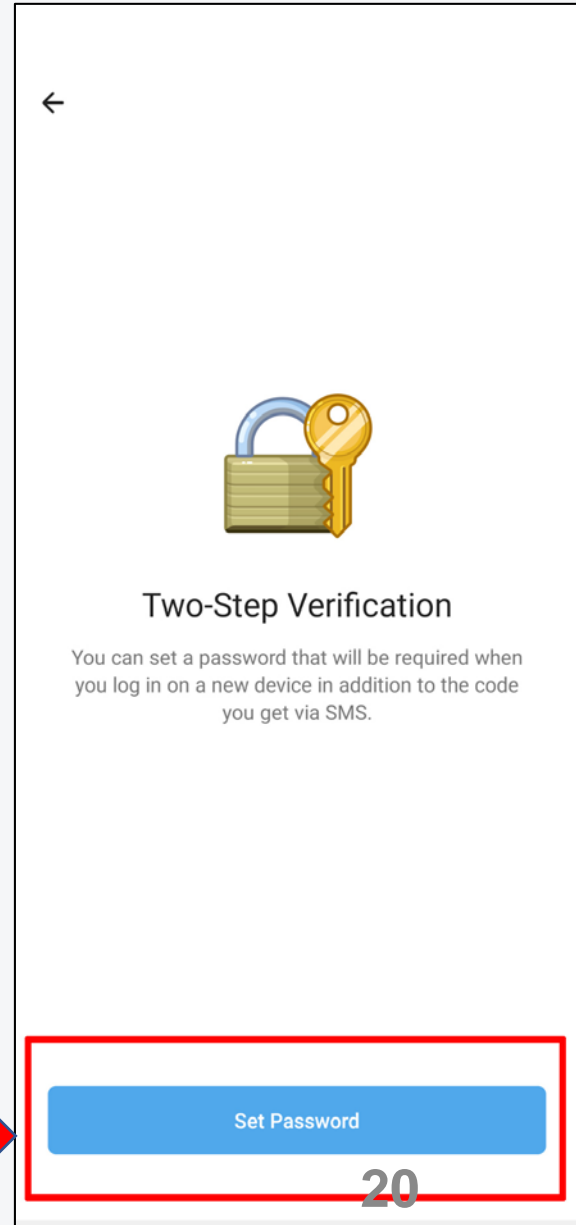 Two-Step Verification
You can set a password that will be required when
you log in on a new device in addition to the code
you get via SMS.
Set Password
20